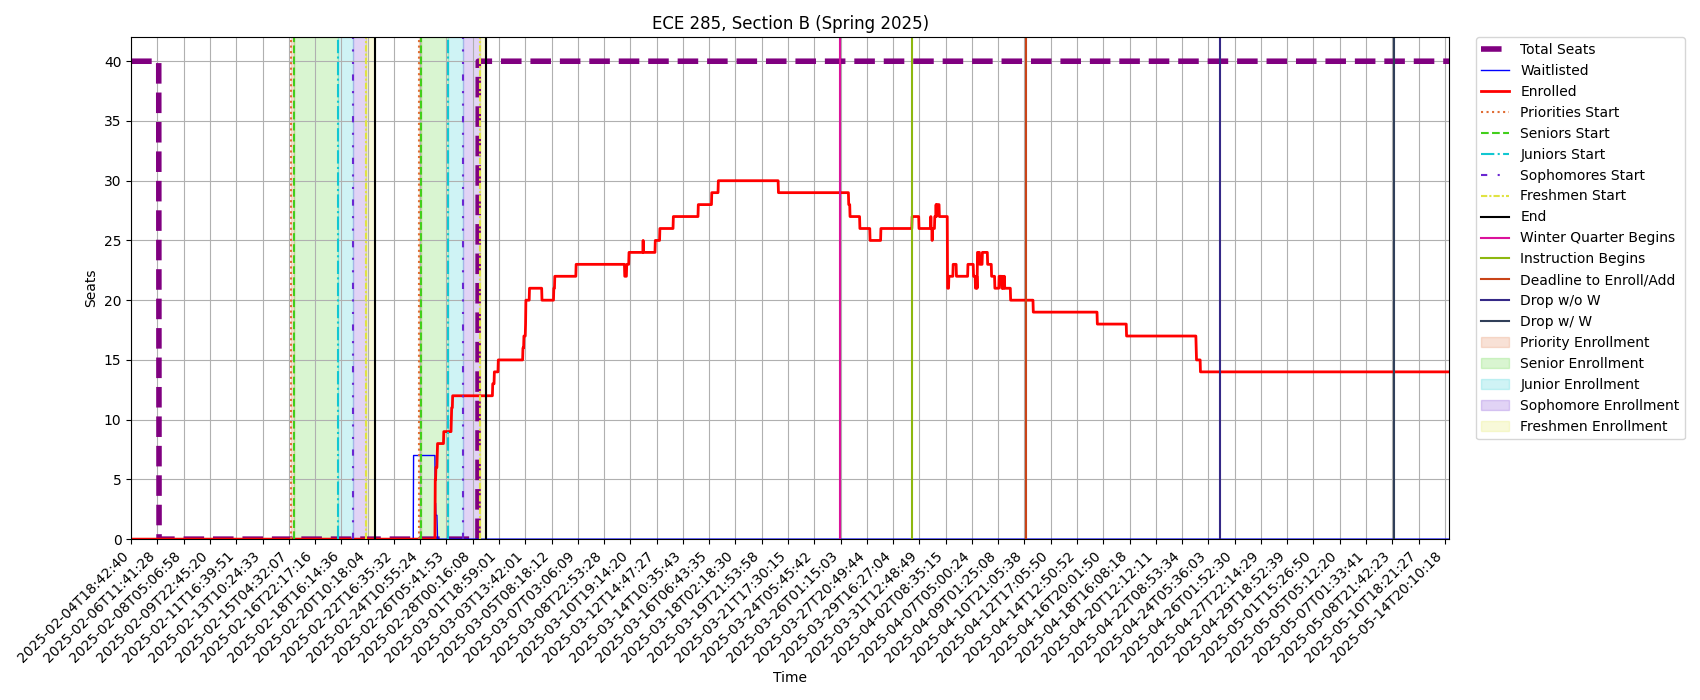 ECE 285, Section B (Spring 2025)
Seats
40
35
30
25
20
15
10
5
0
2025-02-04T18:42:40
2025-02-06T11:41:28
2025-02-08T05:06:58
2025-02-09T22:45:20
2025-02-11T16:39:51
2025-02-13T10:24:33
2025-02-15T04:32:07
2025-02-16T22:17:16
2025-02-18T16:14:36
2025-02-20T10:18:04
2025-02-22T16:35:32
2025-02-24T10:55:24
2025-02-26T05:41:53
2025-02-28T00:16:08
2025-03-01T18:59:01
2025-03-03T13:42:01
2025-03-05T08:18:12
2025-03-07T03:06:09
2025-03-08T22:53:28
2025-03-10T19:14:20
2025-03-12T14:47:27
2025-03-14T10:35:43
2025-03-16T06:43:35
2025-03-18T02:18:30
2025-03-19T21:53:58
2025-03-21T17:30:15
2025-03-24T05:45:42
2025-03-26T01:15:03
2025-03-27T20:49:44
2025-03-29T16:27:04
2025-03-31T12:48:49
2025-04-02T08:35:15
2025-04-07T05:00:24
2025-04-09T01:25:08
2025-04-10T21:05:38
2025-04-12T17:05:50
2025-04-14T12:50:52
2025-04-16T20:01:50
2025-04-18T16:08:18
2025-04-20T12:12:11
2025-04-22T08:53:34
2025-04-24T05:36:03
2025-04-26T01:52:30
2025-04-27T22:14:29
2025-04-29T18:52:39
2025-05-01T15:26:50
2025-05-05T05:12:20
2025-05-07T01:33:41
2025-05-08T21:42:23
2025-05-10T18:21:27
2025-05-14T20:10:18
Time
Total Seats
Waitlisted
Enrolled
Priorities Start
Seniors Start
Juniors Start
Sophomores Start
Freshmen Start
End
Winter Quarter Begins
Instruction Begins
Deadline to Enroll/Add
Drop w/o W
Drop w/ W
Priority Enrollment
Senior Enrollment
Junior Enrollment
Sophomore Enrollment
Freshmen Enrollment